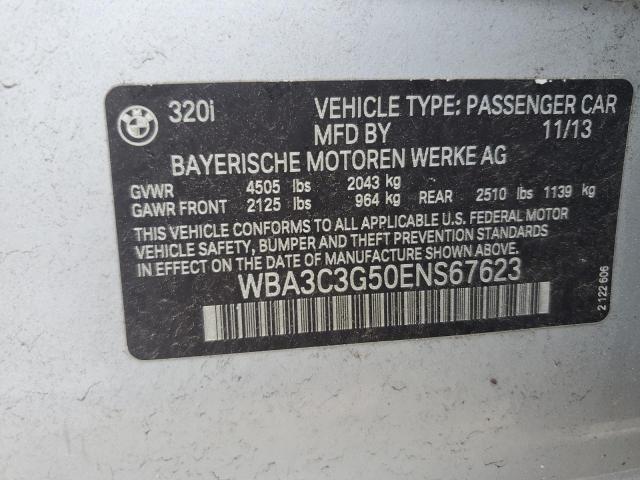 320i VEHICLE TYPE: PASSENGER CAR
MFD BY 11/13
BAYERISCHE MOTOREN WERKE AG
GVWR 4505 lbs 2043 kg
GAWR FRONT 2125 lbs 964 kg REAR 2510 lbs 1139 kg
THIS VEHICLE CONFORMS TO ALL APPLICABLE U.S. FEDERAL MOTOR
VEHICLE SAFETY, BUMPER AND THEFT PREVENTION STANDARDS
IN EFFECT ON THE DATE OF MANUFACTURE SHOWN ABOVE.
WBA3C3G50ENS67623
2 122 606